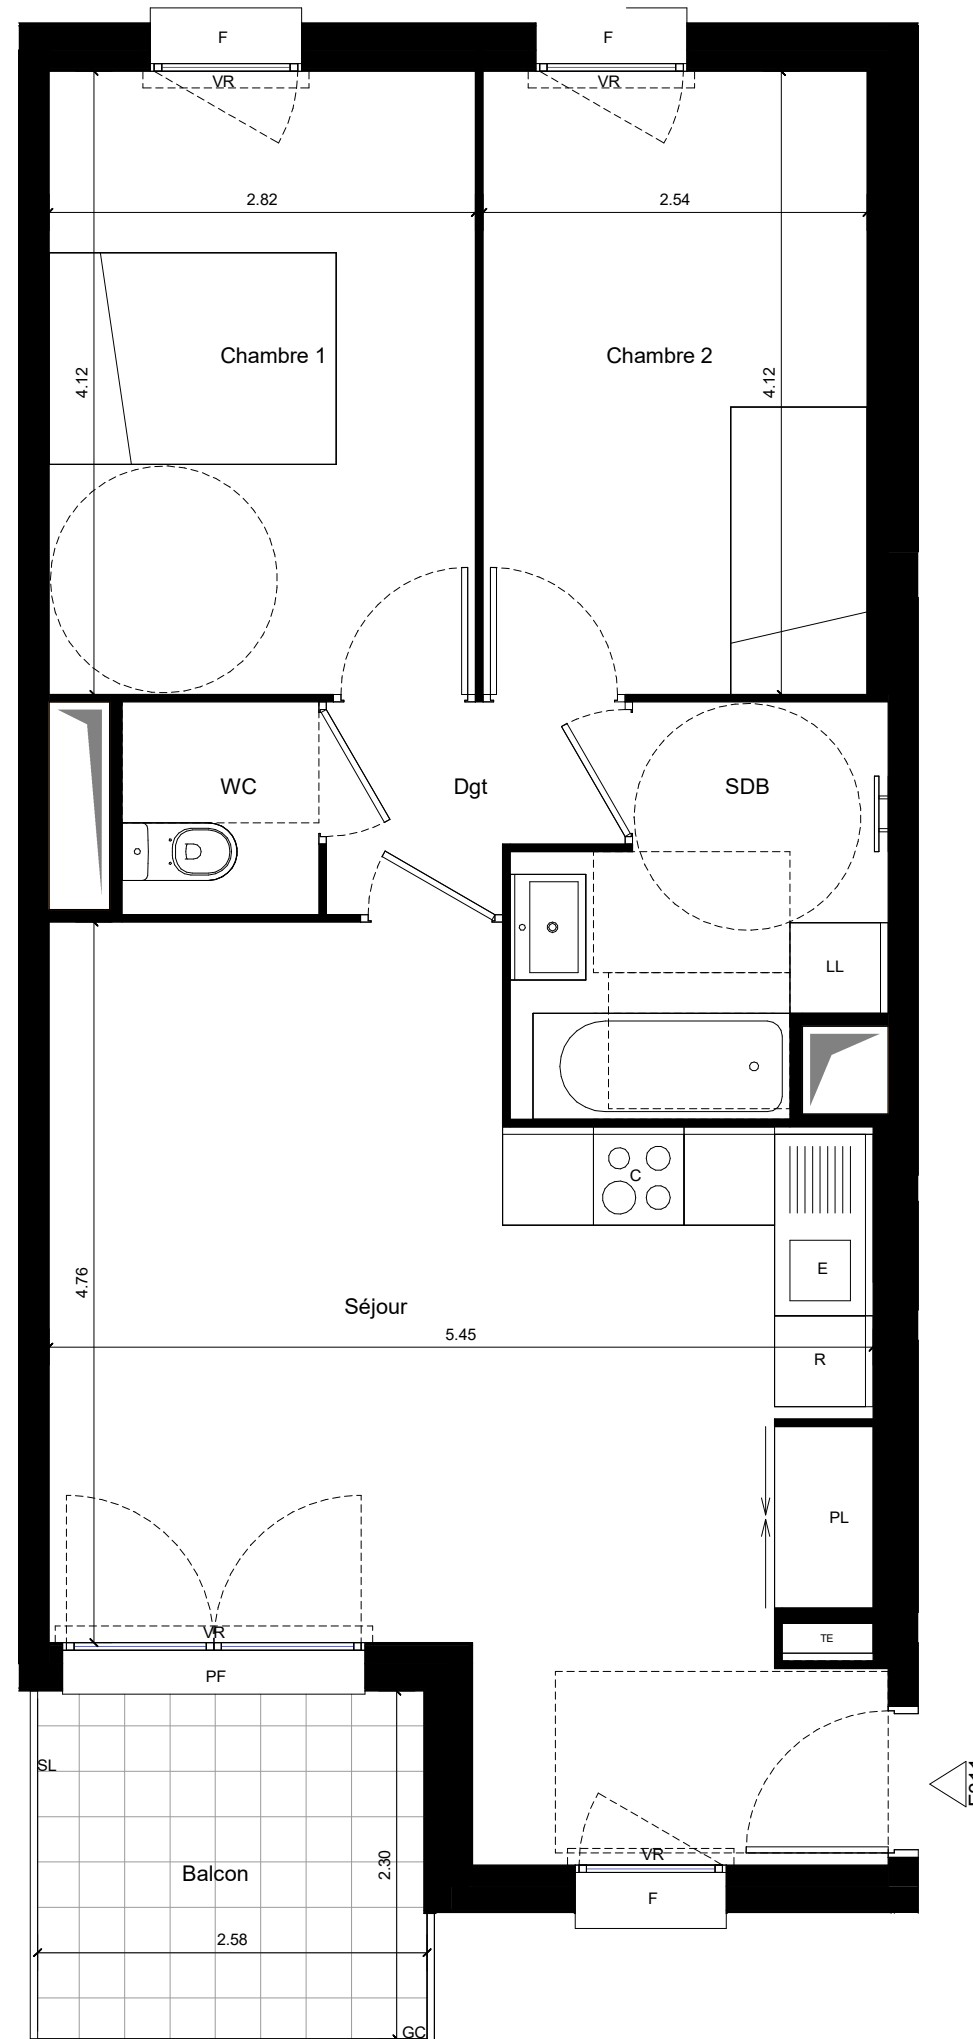 F
F
VR
VR
2.82
2.54
Chambre 1
Chambre 2
4.12
4.12
WC
Dgt
SDB
LL
C
E
4.76
Séjour
5.45
R
PL
VR
TE
PF
SL
VR
Balcon
2.30
F
2.58
GC